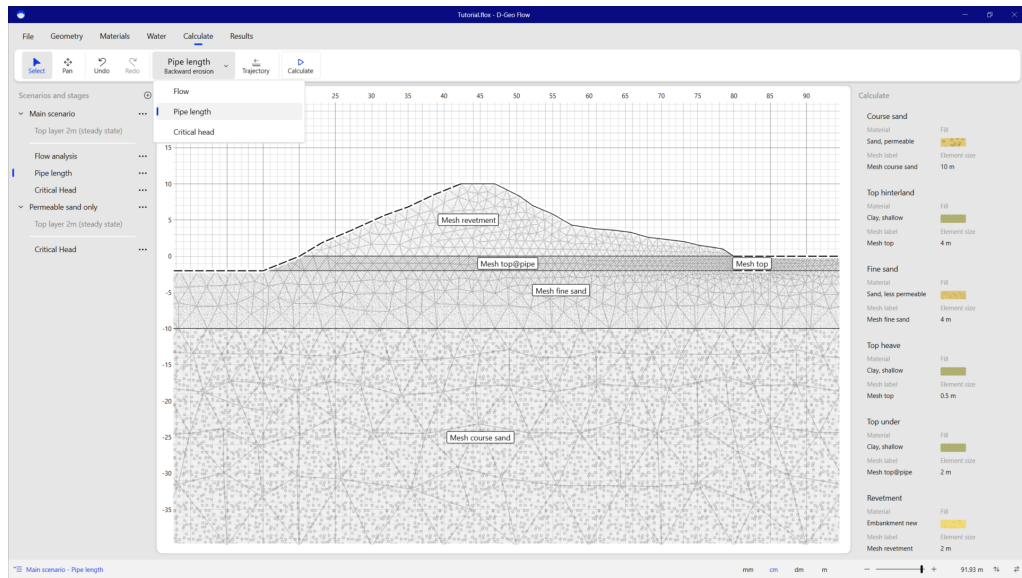 Tutorial.flox - D-Geo Flow
File Geometry Materials Water Calculate Results
Select Pan Undo Redo Pipe length Backward erosion Trajectory Calculate
Flow
Pipe length
Critical head
Scenarios and stages
Main scenario
Top layer 2m (steady state)
Flow analysis
Pipe length
Critical Head
Permeable sand only
Top layer 2m (steady state)
Critical Head
25 30 35 40 45 50 55 60 65 70 75 80 85 90
15
10
5
0
-5
-10
-15
-20
-25
-30
-35
Mesh revetment
Mesh top@pipe
Mesh top
Mesh fine sand
Mesh course sand
Calculate
Course sand
Material Fill
Sand, permeable
Mesh label Element size
Mesh course sand 10 m
Top hinterland
Material Fill
Clay, shallow
Mesh label Element size
Mesh top 4 m
Fine sand
Material Fill
Sand, less permeable
Mesh label Element size
Mesh fine sand 4 m
Top heave
Material Fill
Clay, shallow
Mesh label Element size
Mesh top 0.5 m
Top under
Material Fill
Clay, shallow
Mesh label Element size
Mesh top@pipe 2 m
Revetment
Material Fill
Embankment new
Mesh label Element size
Mesh revetment 2 m
Main scenario - Pipe length
mm cm dm m
91.93 m